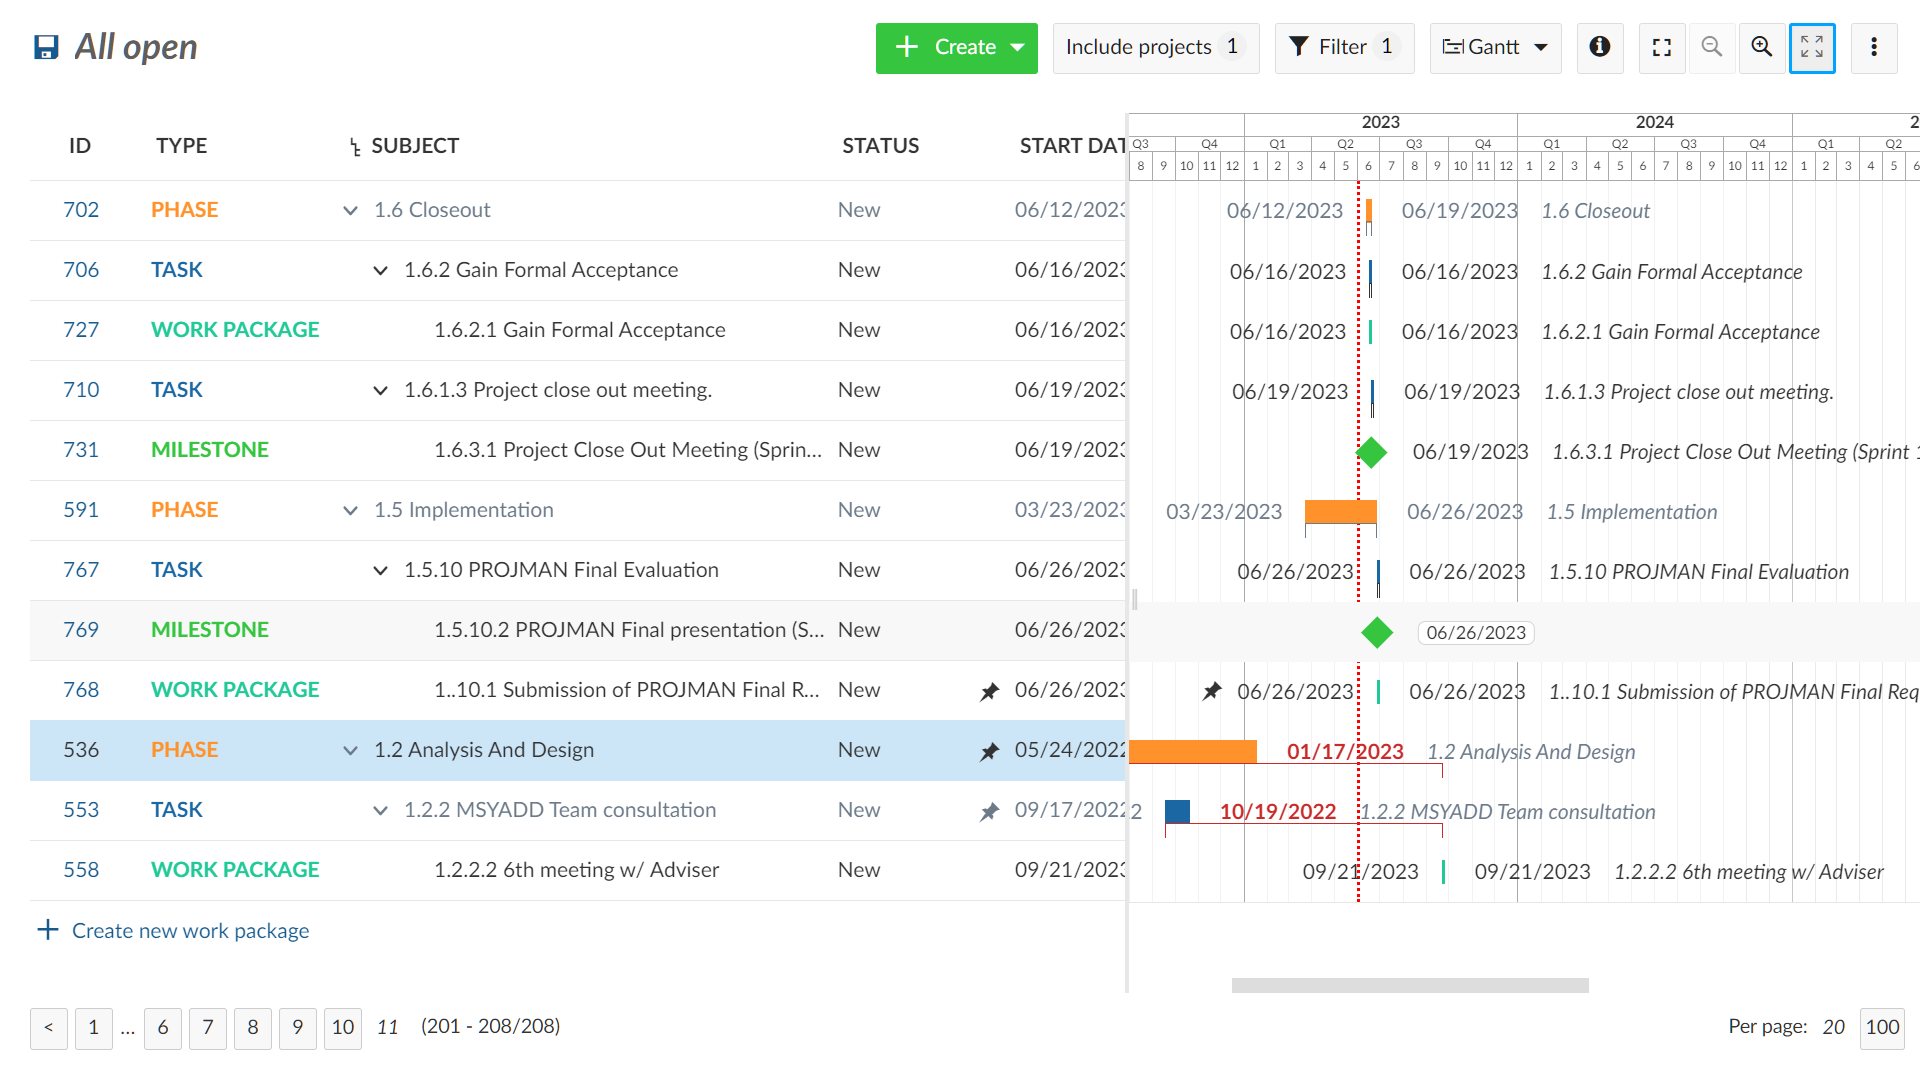 All open
Create
Include projects 1
Filter 1
Gantt
ID TYPE SUBJECT STATUS START DAT
2023 2024 2
Q3 Q4 Q1 Q2 Q3 Q4 Q1 Q2 Q3 Q4 Q1 Q2
8 9 10 11 12 1 2 3 4 5 6 7 8 9 10 11 12 1 2 3 4 5 6 7 8 9 10 11 12 1 2 3 4 5 6
702 PHASE 1.6 Closeout New 06/12/2023 06/12/2023 06/19/2023 1.6 Closeout
706 TASK 1.6.2 Gain Formal Acceptance New 06/16/2023 06/16/2023 06/16/2023 1.6.2 Gain Formal Acceptance
727 WORK PACKAGE 1.6.2.1 Gain Formal Acceptance New 06/16/2023 06/16/2023 06/16/2023 1.6.2.1 Gain Formal Acceptance
710 TASK 1.6.1.3 Project close out meeting. New 06/19/2023 06/19/2023 06/19/2023 1.6.1.3 Project close out meeting.
731 MILESTONE 1.6.3.1 Project Close Out Meeting (Sprin... New 06/19/2023 06/19/2023 1.6.3.1 Project Close Out Meeting (Sprint 1
591 PHASE 1.5 Implementation New 03/23/2023 03/23/2023 06/26/2023 1.5 Implementation
767 TASK 1.5.10 PROJMAN Final Evaluation New 06/26/2023 06/26/2023 06/26/2023 1.5.10 PROJMAN Final Evaluation
769 MILESTONE 1.5.10.2 PROJMAN Final presentation (S... New 06/26/2023 06/26/2023
768 WORK PACKAGE 1..10.1 Submission of PROJMAN Final R... New 06/26/2023 06/26/2023 06/26/2023 1..10.1 Submission of PROJMAN Final Req
536 PHASE 1.2 Analysis And Design New 05/24/2022 01/17/2023 1.2 Analysis And Design
553 TASK 1.2.2 MSYADD Team consultation New 09/17/2022 2 10/19/2022 1.2.2 MSYADD Team consultation
558 WORK PACKAGE 1.2.2.2 6th meeting w/ Adviser New 09/21/2023 09/21/2023 09/21/2023 1.2.2.2 6th meeting w/ Adviser
Create new work package
< 1 ... 6 7 8 9 10 11 (201 - 208/208)
Per page: 20 100